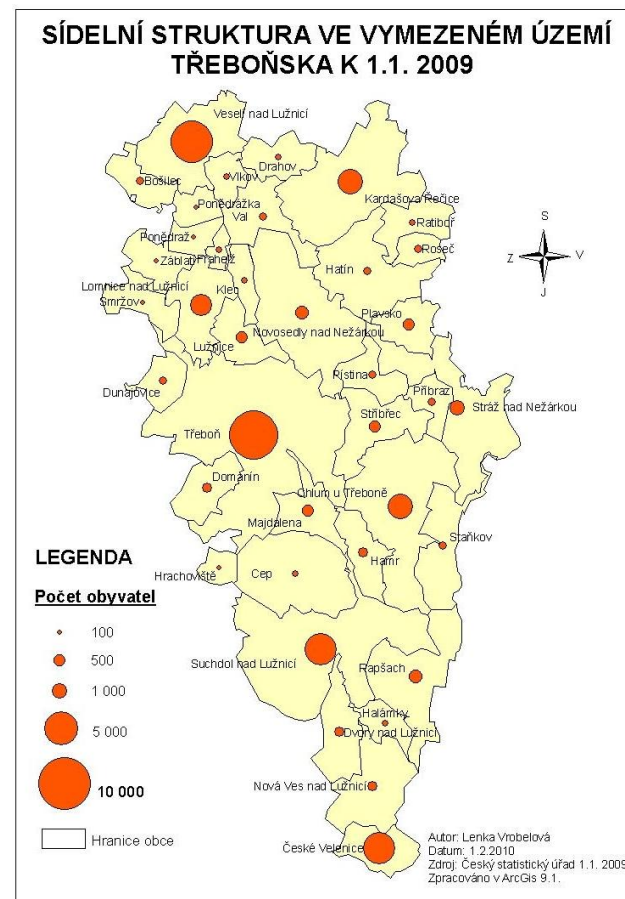 SÍDELNÍ STRUKTURA VE VYMEZENÉM ÚZEMÍ
TŘEBOŇSKA K 1.1. 2009
Veselí nad Lužnicí
Drahov
Vlkov
Bošilec
Kardašova Řečice
Ponědrážka
Val
Ratiboř
Ponědraž
Roseč
Frahelž
Záblatí
Hatín
Klec
Lomnice nad Lužnicí
Smržov
Plavsko
Novosedly nad Nežárkou
Lužnice
Pístina
Dunajovice
Příbraz
Stráž nad Nežárkou
Stříbřec
Třeboň
Domanín
Chlum u Třeboně
Majdalena
Staňkov
Hamr
Hrachoviště
Cep
Suchdol nad Lužnicí
Rapšach
Halámky
Dvory nad Lužnicí
Nová Ves nad Lužnicí
České Velenice
S
Z
V
J
LEGENDA
Počet obyvatel
100
500
1 000
5 000
10 000
Hranice obce
Autor: Lenka Vrobelová
Datum: 1.2.2010
Zdroj: Český statistický úřad 1.1. 2009
Zpracováno v ArcGis 9.1.